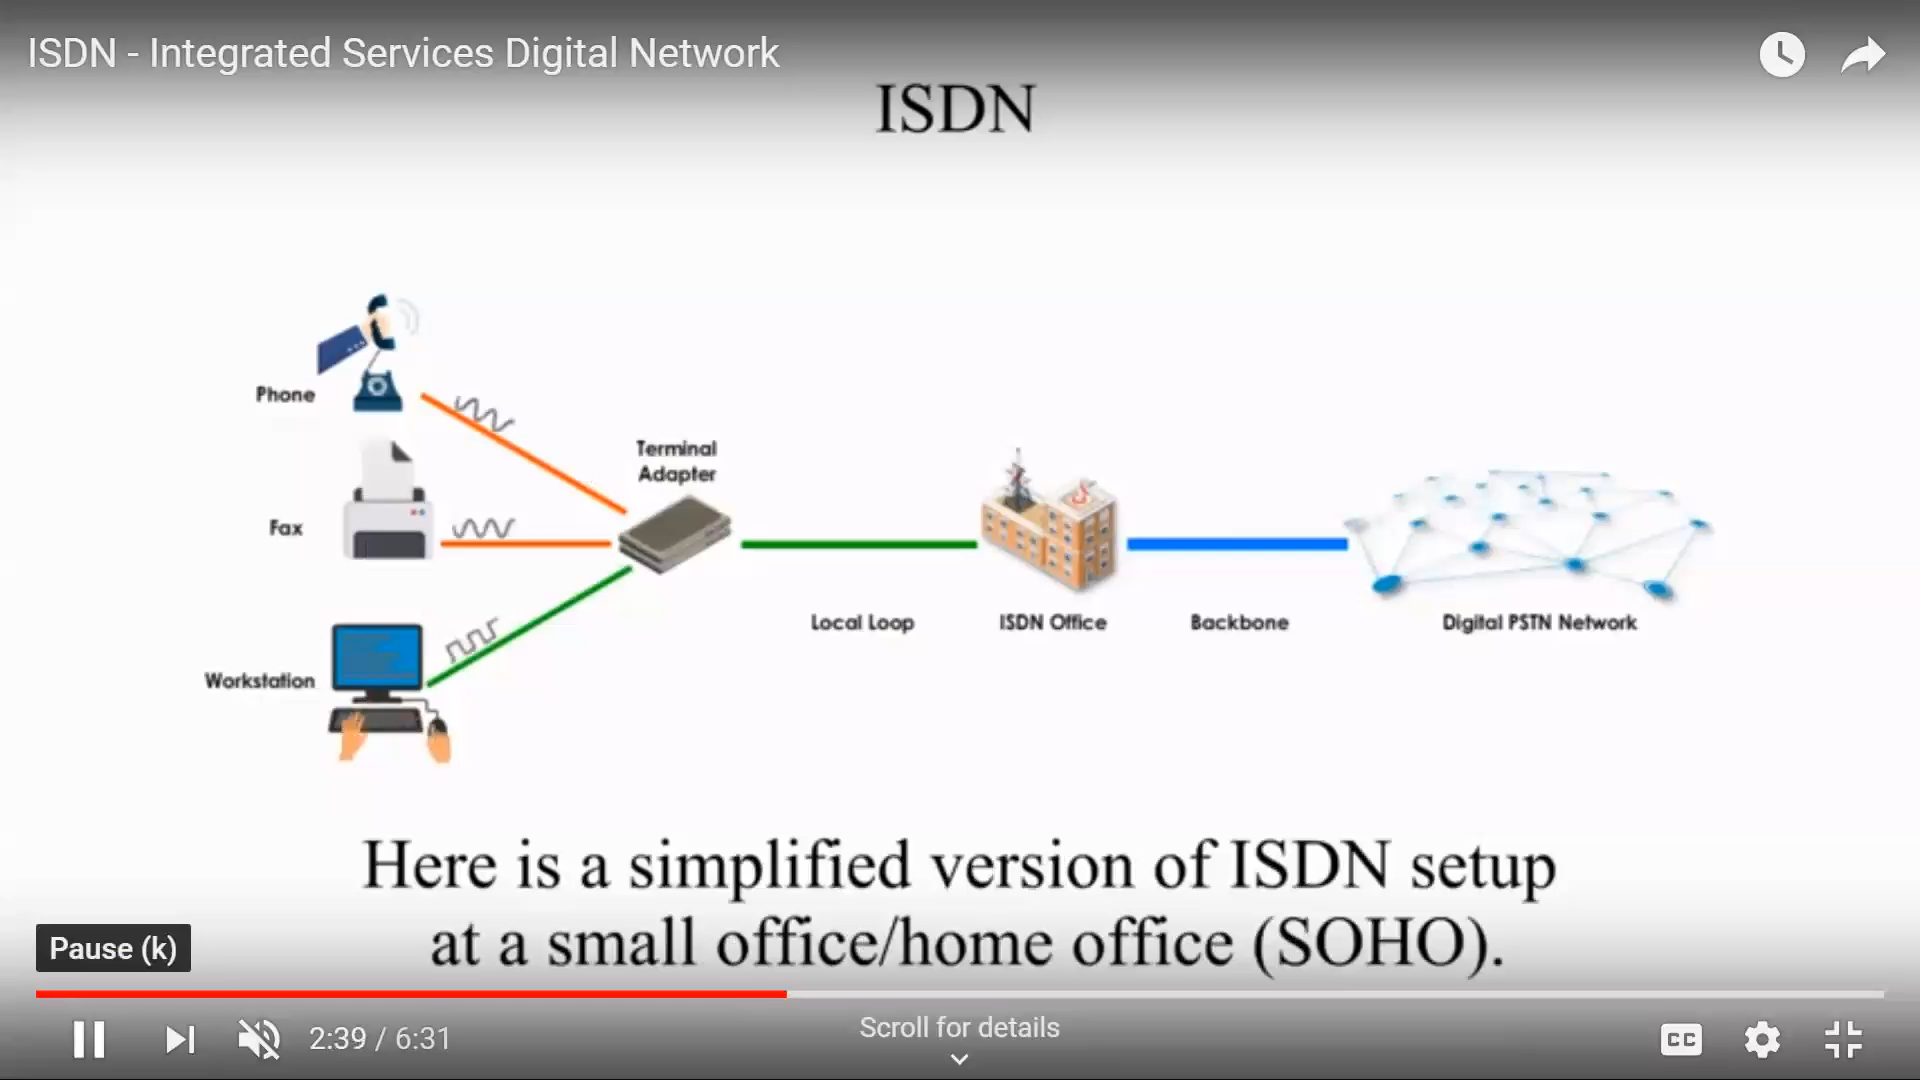 ISDN - Integrated Services Digital Network
ISDN
Phone
Terminal
Adapter
Fax
Local Loop
ISDN Office
Backbone
Digital PSTN Network
Workstation
Here is a simplified version of ISDN setup
at a small office/home office (SOHO).
Pause (k)
2:39 / 6:31
Scroll for details
CC